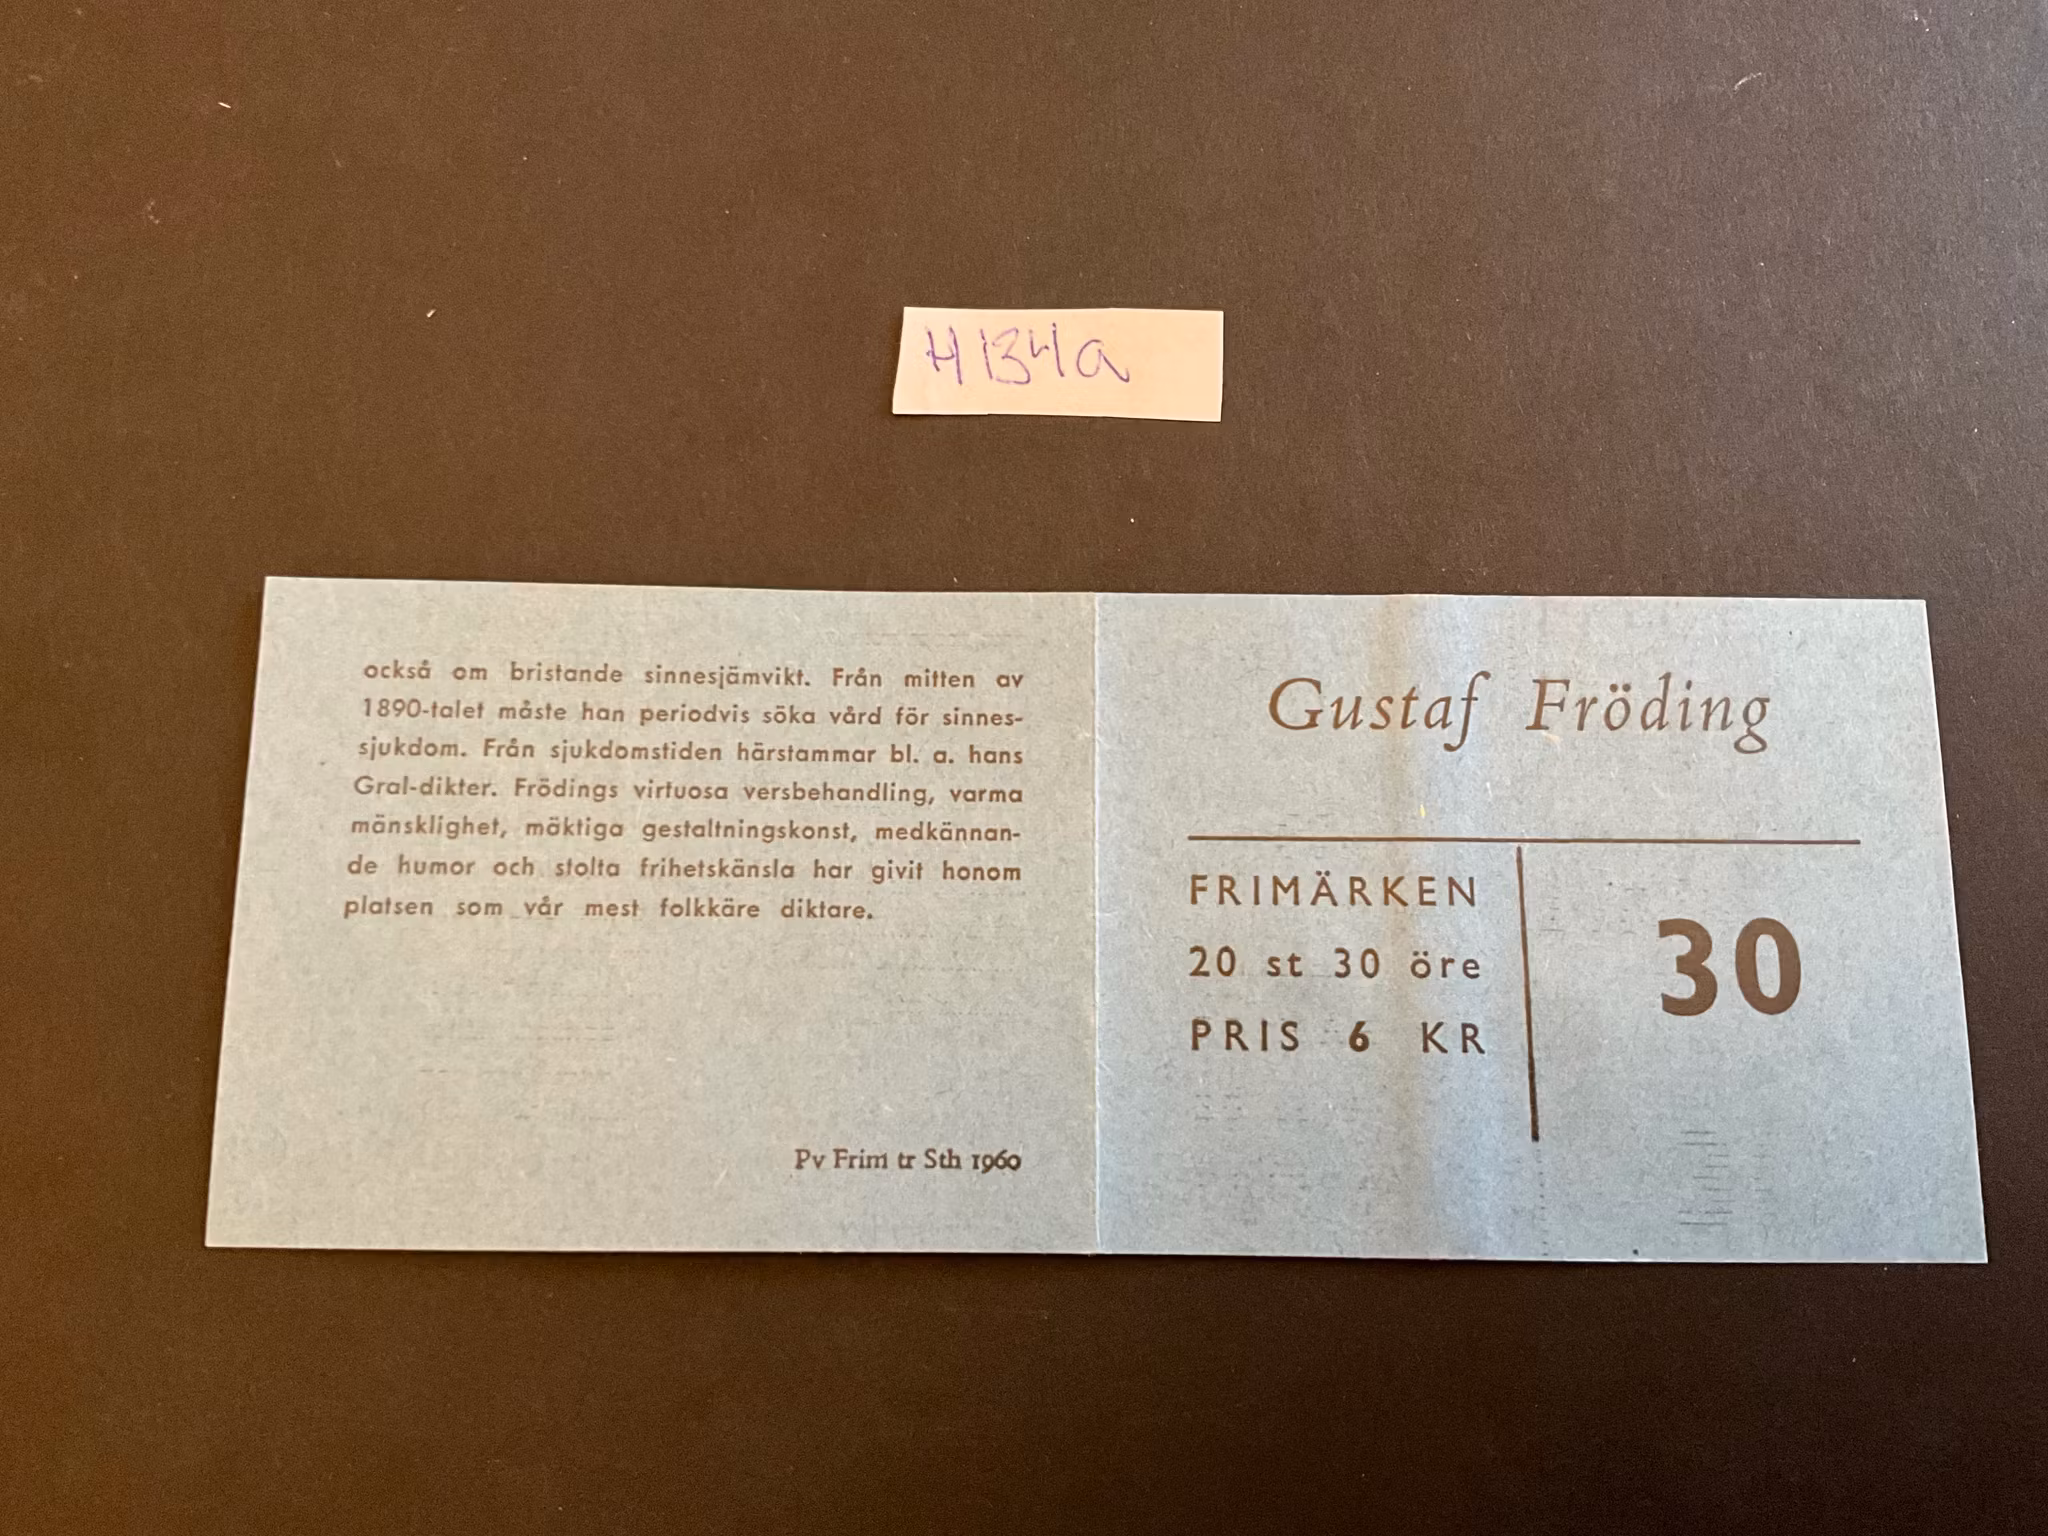 H134a
också om bristande sinnesjämvikt. Från mitten av
1890-talet måste han periodvis söka vård för sinnes-
sjukdom. Från sjukdomstiden härstammar bl. a. hans
Gral-dikter. Frödings virtuosa versbehandling, varma
mänsklighet, mäktiga gestaltningskonst, medkännan-
de humor och stolta frihetskänsla har givit honom
platsen som vår mest folkkäre diktare.
Pv Frim tr Sth 1960
Gustaf Fröding
FRIMÄRKEN
20 st 30 öre
PRIS 6 KR
30